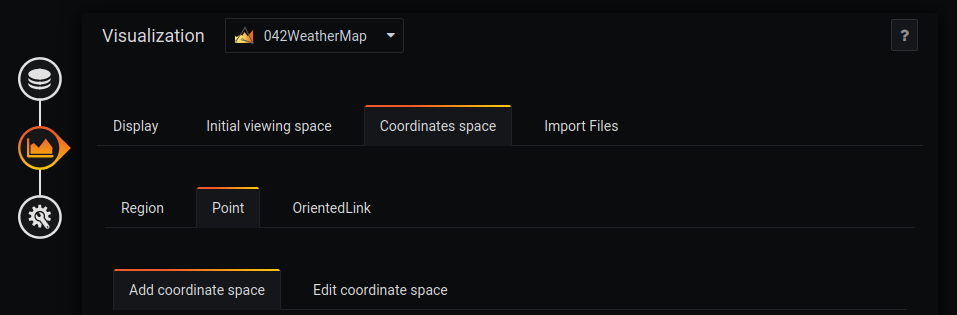 Visualization 042WeatherMap ?
Display Initial viewing space Coordinates space Import Files
Region Point OrientedLink
Add coordinate space Edit coordinate space